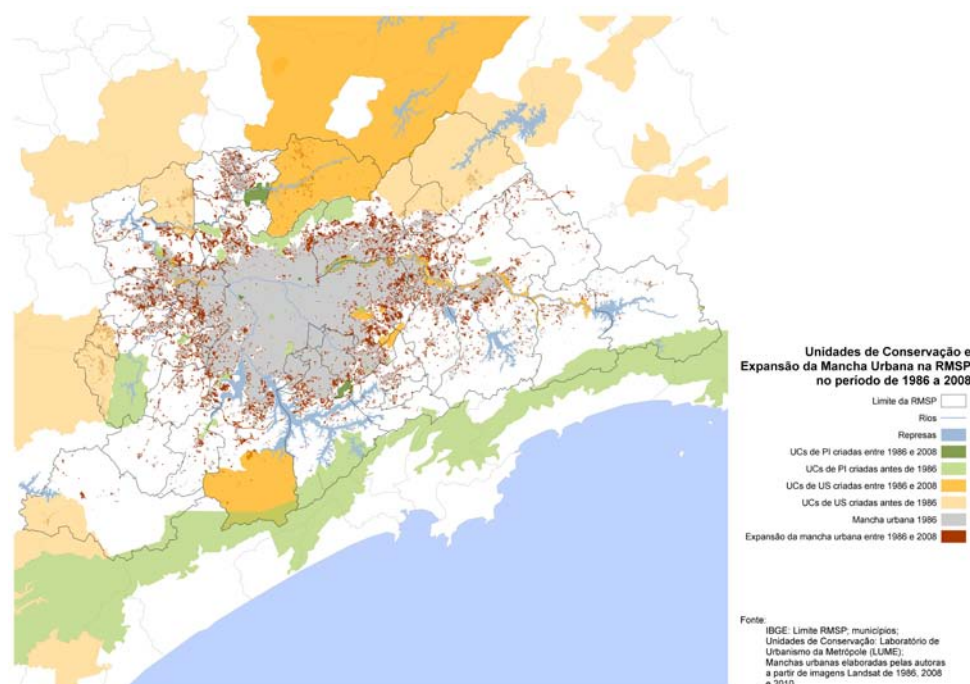 Unidades de Conservação e
Expansão da Mancha Urbana na RMSP
no período de 1986 a 2008
Limite da RMSP
Rios
Represas
UCs de PI criadas entre 1986 e 2008
UCs de PI criadas antes de 1986
UCs de US criadas entre 1986 e 2008
UCs de US criadas antes de 1986
Mancha urbana 1986
Expansão da mancha urbana entre 1986 e 2008
Fonte:
IBGE: Limite RMSP; municípios;
Unidades de Conservação: Laboratório de
Urbanismo da Metrópole (LUME);
Manchas urbanas elaboradas pelas autoras
a partir de imagens Landsat de 1986, 2008
e 2010